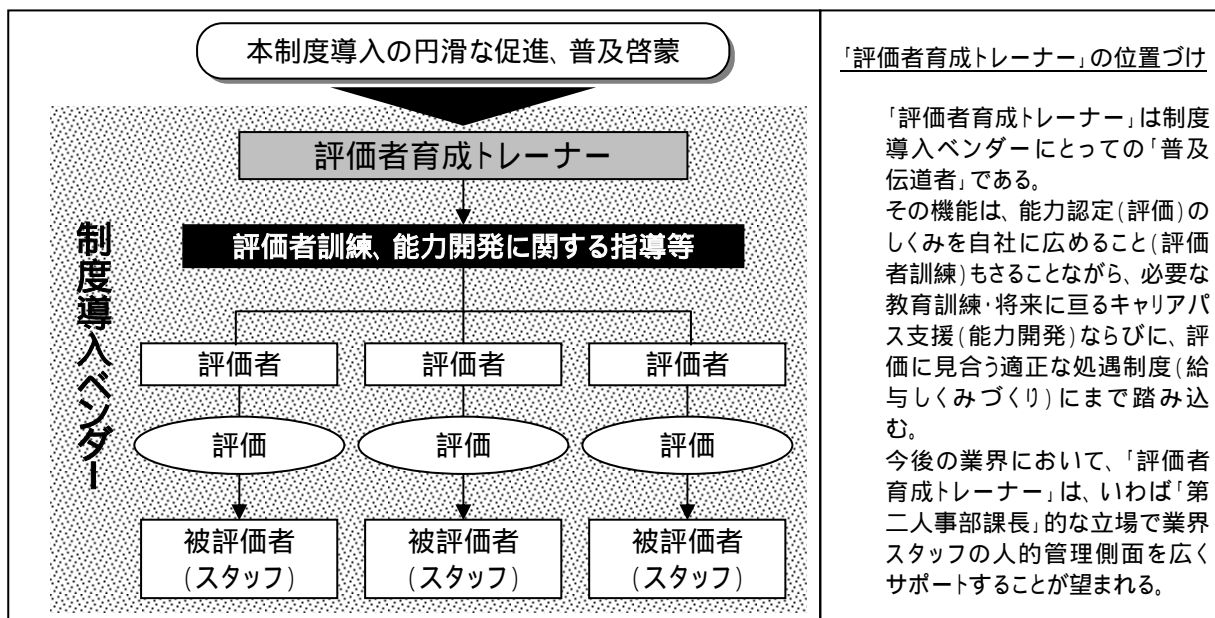 本制度導入の円滑な促進、普及啓蒙
評価者育成トレーナー
評価者訓練、能力開発に関する指導等
制度導入ベンダー
評価者 評価者 評価者
評価 評価 評価
被評価者 被評価者 被評価者
(スタッフ) (スタッフ) (スタッフ)
「評価者育成トレーナー」の位置づけ
「評価者育成トレーナー」は制度
導入ベンダーにとっての「普及
伝道者」である。
その機能は、能力認定(評価)の
しくみを自社に広めること(評価
者訓練)もさることながら、必要な
教育訓練・将来に亘るキャリアパ
ス支援(能力開発)ならびに、評
価に見合う適正な処遇制度(給
与しくみづくり)にまで踏み込
む。
今後の業界において、「評価者
育成トレーナー」は、いわば「第
二人事部課長」的な立場で業界
スタッフの人的管理側面を広く
サポートすることが望まれる。